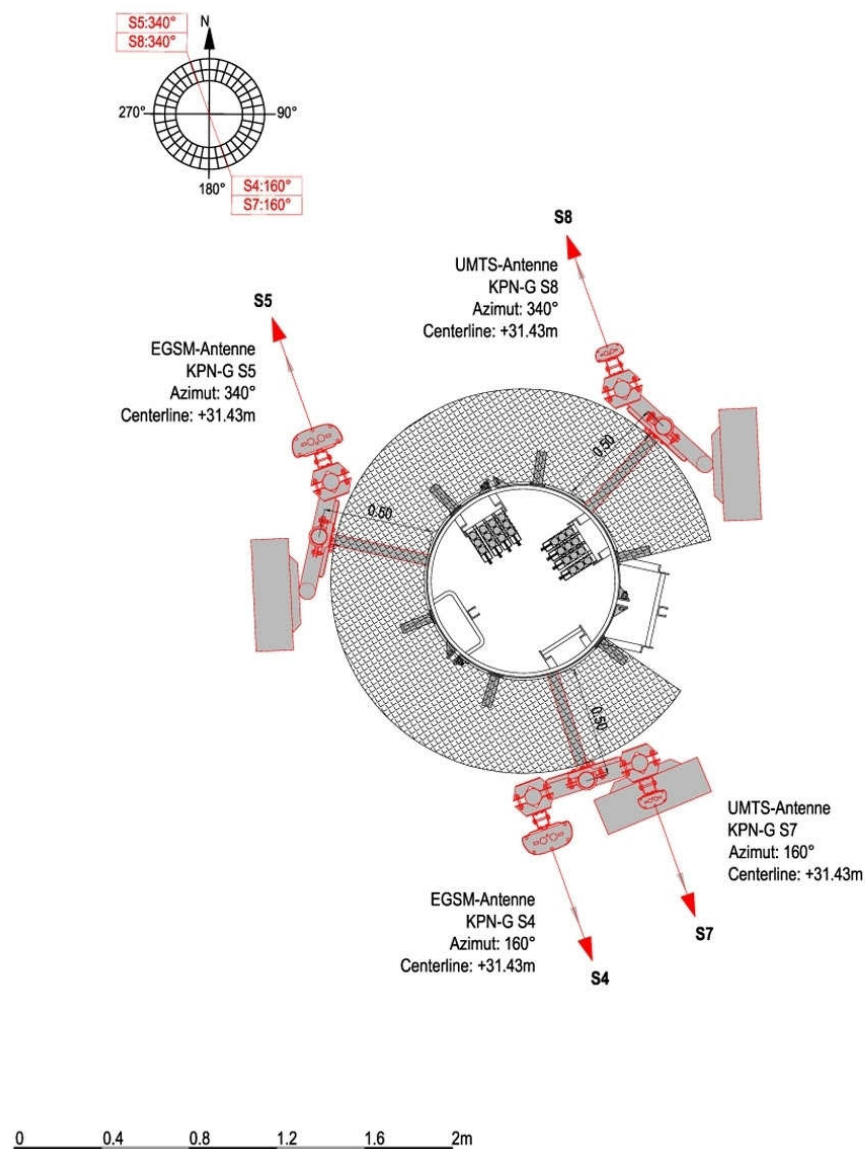 S5:340°
N
S8:340°
270°
90°
180°
S4:160°
S7:160°
S8
UMTS-Antenne
KPN-G S8
Azimut: 340°
Centerline: +31.43m
S5
EGSM-Antenne
KPN-G S5
Azimut: 340°
Centerline: +31.43m
0.50
0.50
0.50
UMTS-Antenne
KPN-G S7
Azimut: 160°
Centerline: +31.43m
EGSM-Antenne
KPN-G S4
Azimut: 160°
Centerline: +31.43m
S7
S4
0 0.4 0.8 1.2 1.6 2m